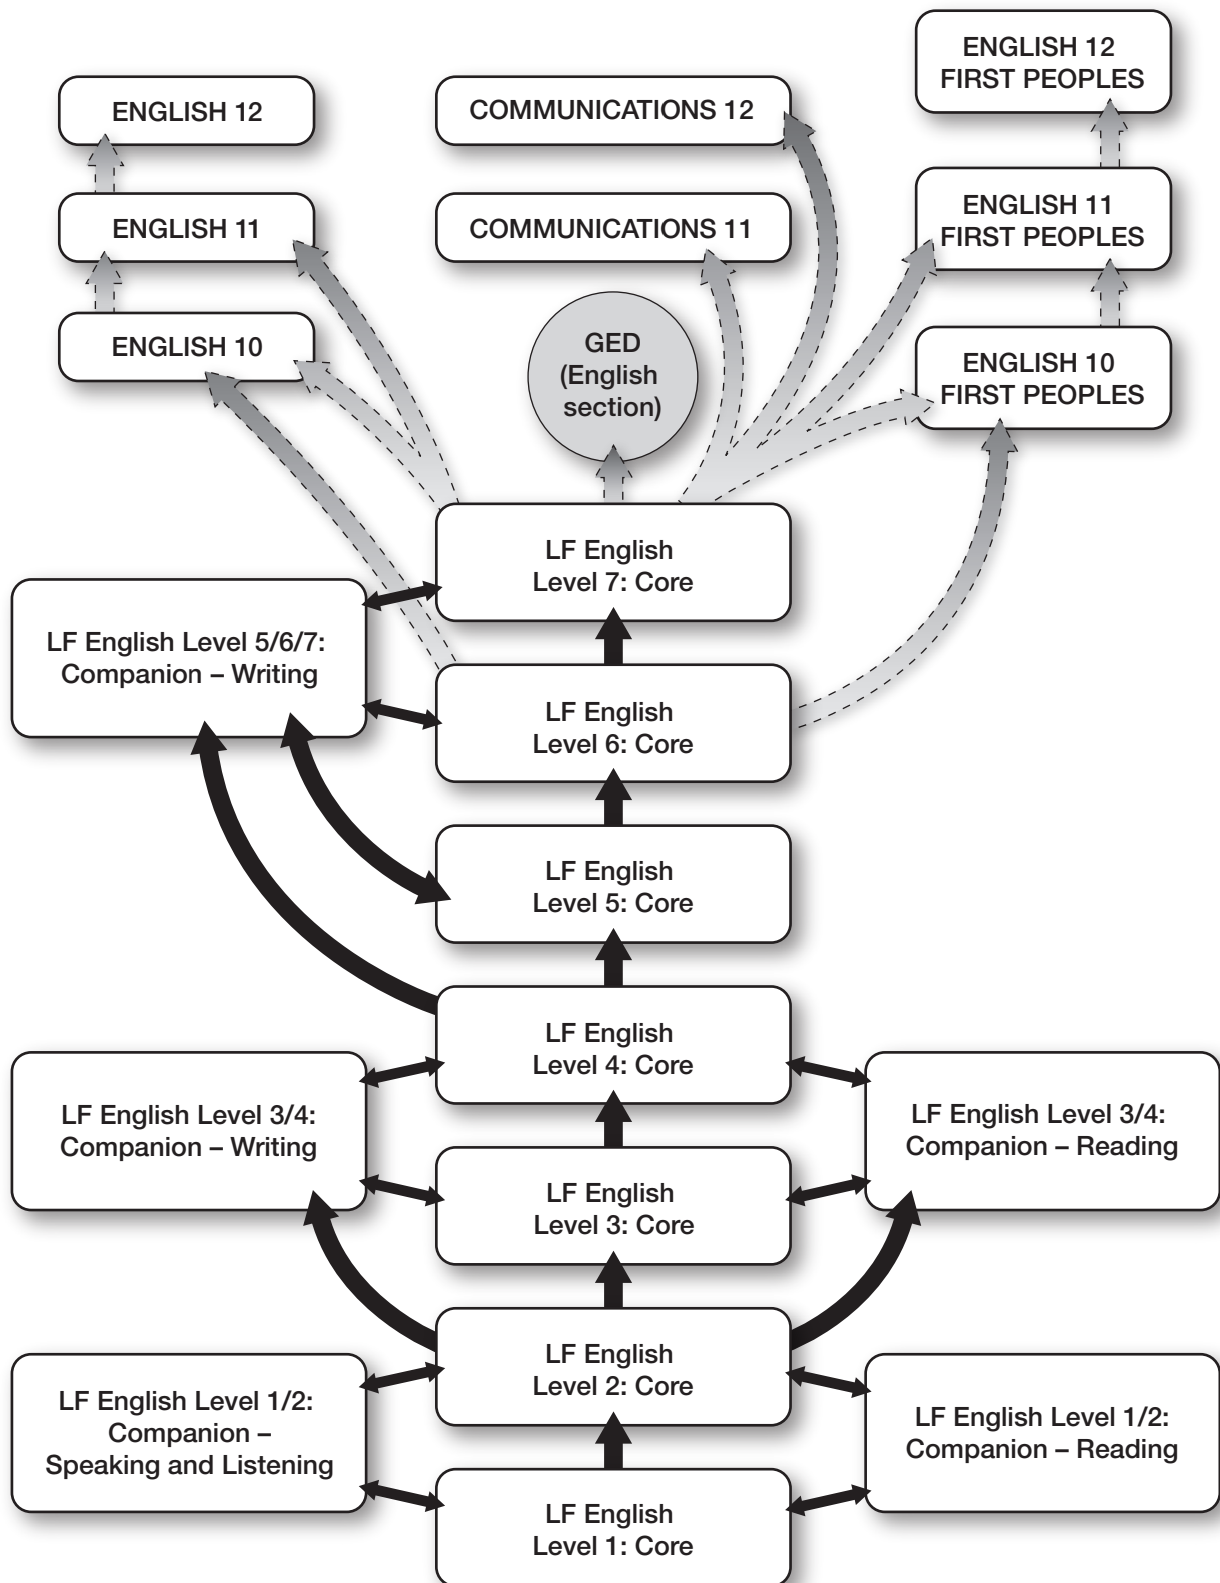 ENGLISH 12
FIRST PEOPLES
ENGLISH 12
COMMUNICATIONS 12
ENGLISH 11
COMMUNICATIONS 11
ENGLISH 11
FIRST PEOPLES
ENGLISH 10
GED
(English
section)
ENGLISH 10
FIRST PEOPLES
LF English
Level 7: Core
LF English Level 5/6/7:
Companion – Writing
LF English
Level 6: Core
LF English
Level 5: Core
LF English
Level 4: Core
LF English Level 3/4:
Companion – Writing
LF English Level 3/4:
Companion – Reading
LF English
Level 3: Core
LF English
Level 2: Core
LF English Level 1/2:
Companion –
Speaking and Listening
LF English Level 1/2:
Companion – Reading
LF English
Level 1: Core